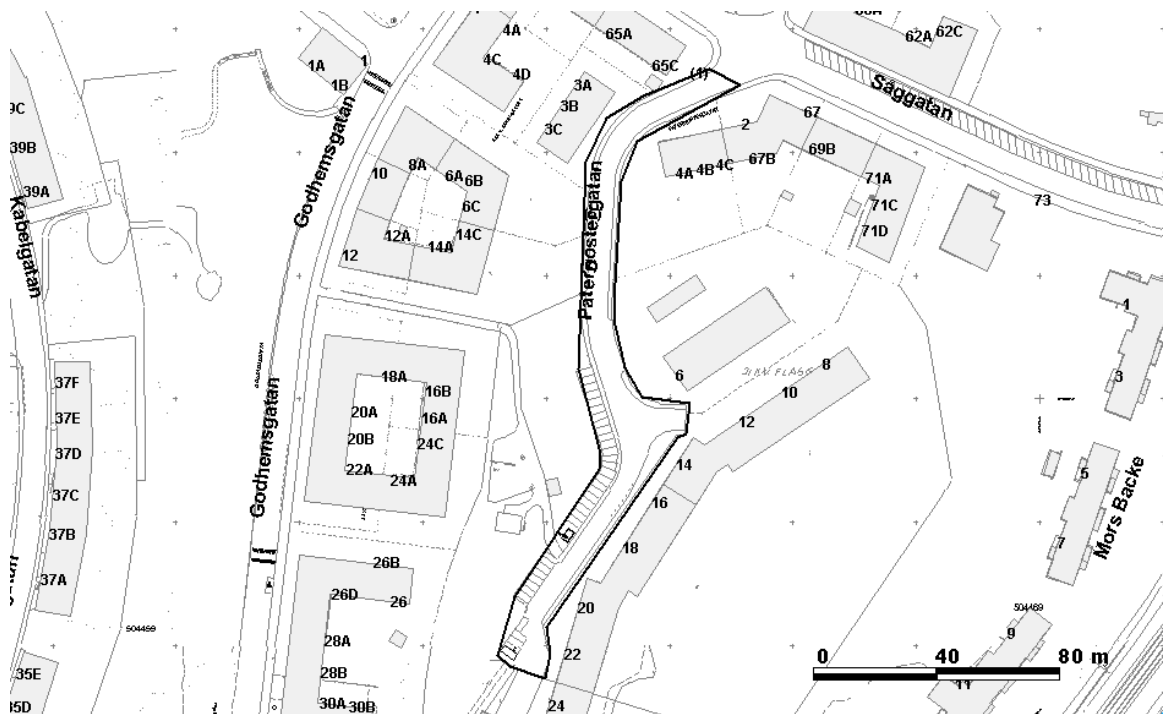 4A
65A
62A
62C
1
1A
1B
4C
4D
65C
(1)
Såggatan
9C
3A
3B
3C
2
67
39B
8A
10
6A
6B
4A
4B
4C
67B
69B
71A
39A
6C
71C
73
Kabelgatan
Godhemsgatan
Paternostergatan
12A
14C
14A
12
71D
1
37F
18A
16B
6
8
3
10
37E
20A
16A
12
37D
20B
24C
22A
24A
14
5
37C
Godhemsgatan
16
Mors Backe
37B
18
7
37A
26B
26D
26
20
504469
504469
9
28A
22
35E
28B
11
35D
30A
30B
24
0 40 80 m